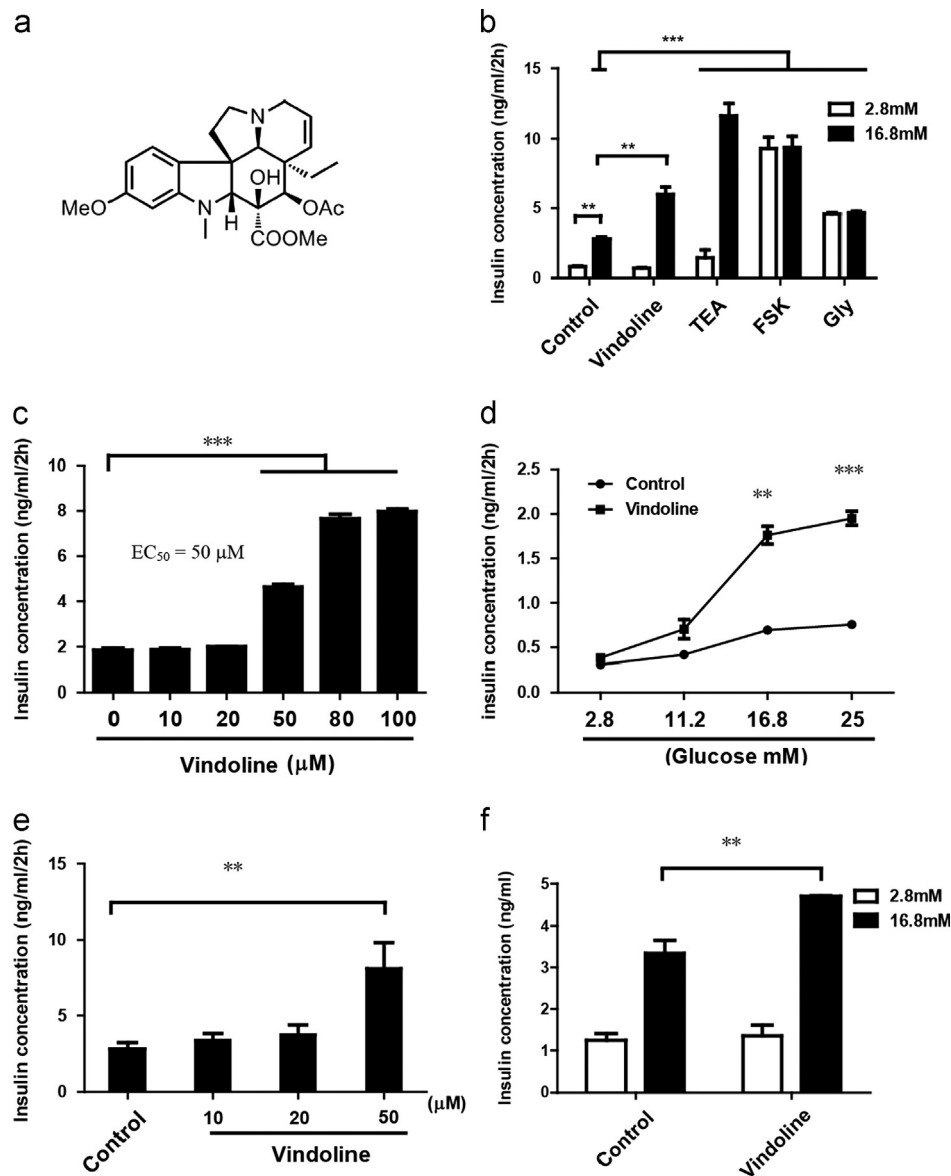 a
N
OH
MeO
N
H
OAc
COOMe
b
Insulin concentration (ng/ml/2h)
15
10
5
0
***
**
**
2.8mM
16.8mM
Control
Vindoline
TEA
FSK
Gly
c
Insulin concentration (ng/ml/2h)
10
8
6
4
2
0
***
EC50 = 50 μM
0 10 20 50 80 100
Vindoline (μM)
d
insulin concentration (ng/ml/2h)
2.5
2.0
1.5
1.0
0.5
0.0
Control
Vindoline
**
***
2.8 11.2 16.8 25
(Glucose mM)
e
Insulin concentration (ng/ml/2h)
15
10
5
0
**
Control
10 20 50 (μM)
Vindoline
f
Insulin concentration (ng/ml)
5
4
3
2
1
0
**
2.8mM
16.8mM
Control
Vindoline